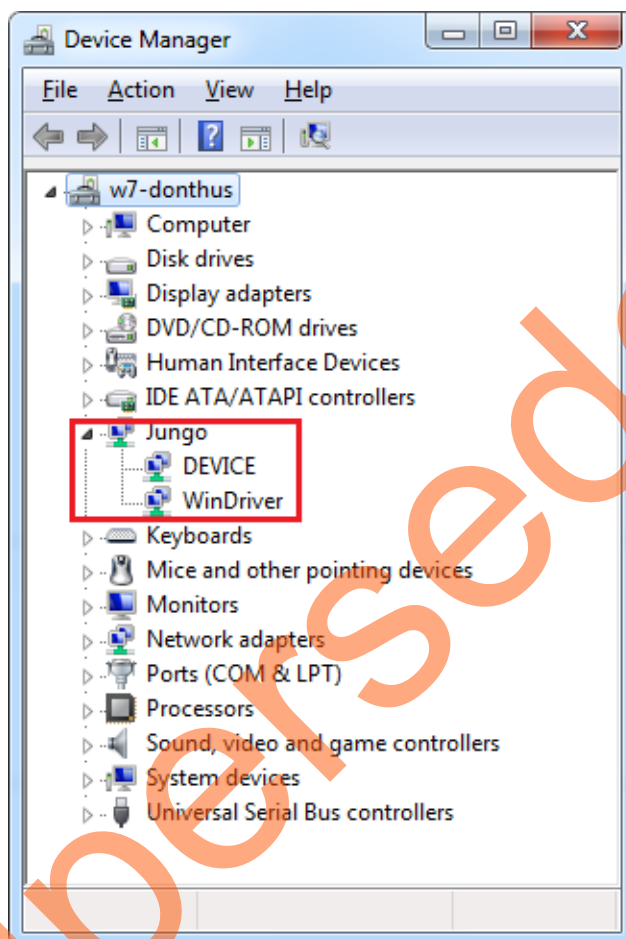 Device Manager
File Action View Help
w7-donthus
Computer
Disk drives
Display adapters
DVD/CD-ROM drives
Human Interface Devices
IDE ATA/ATAPI controllers
Jungo
DEVICE
WinDriver
Keyboards
Mice and other pointing devices
Monitors
Network adapters
Ports (COM & LPT)
Processors
Sound, video and game controllers
System devices
Universal Serial Bus controllers
persed